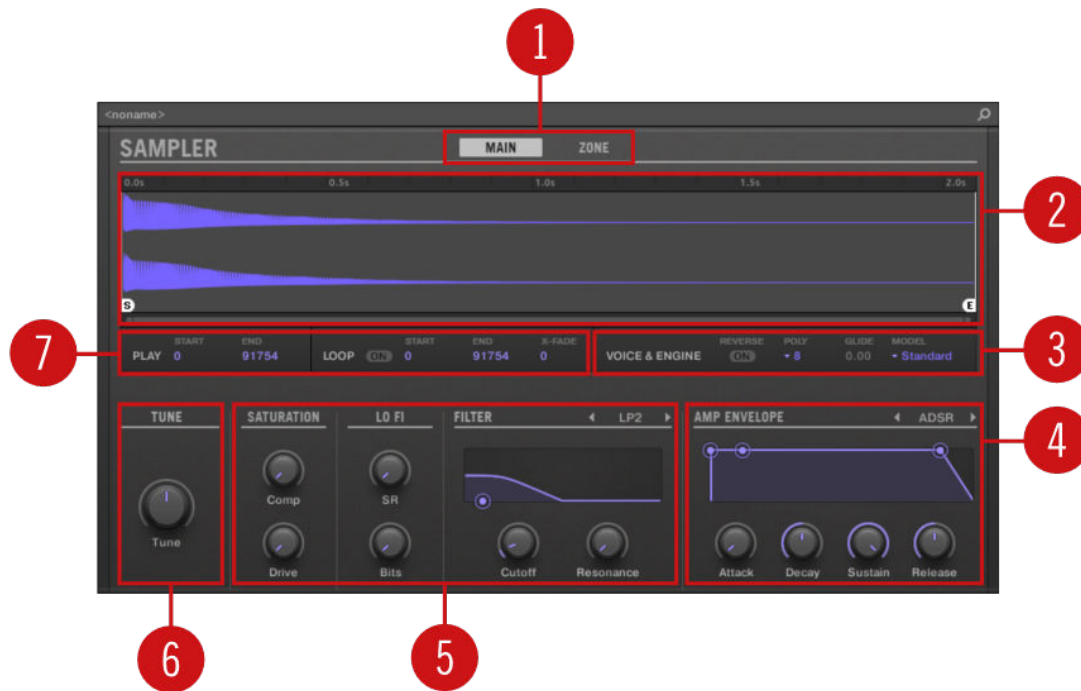 1
<noname>
SAMPLER
MAIN ZONE
0.0s 0.5s 1.0s 1.5s 2.0s
2
S E
7
START END START END X-FADE REVERSE POLY GLIDE MODEL
PLAY 0 91754 LOOP ON 0 91754 0 VOICE & ENGINE ON 8 0.00 Standard
3
TUNE SATURATION LO FI FILTER LP2 AMP ENVELOPE ADSR
4
Comp SR
Tune
Drive Bits Cutoff Resonance Attack Decay Sustain Release
6 5